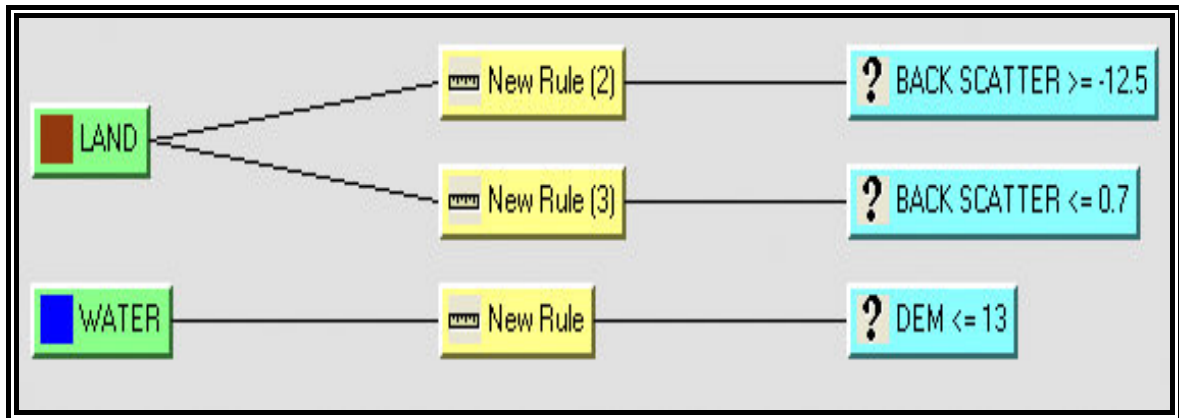 New Rule (2) ? BACK SCATTER >= -12.5
LAND
New Rule (3) ? BACK SCATTER <= 0.7
WATER New Rule ? DEM <= 13